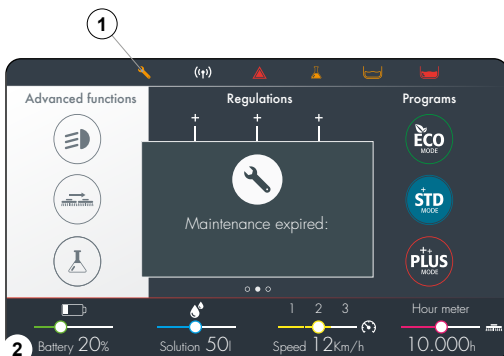 1
Advanced functions
Regulations
Programs
+ + +
ECO
MODE
Maintenance expired:
+
STD
MODE
++
PLUS
MODE
1 2 3
Hour meter
2
Battery 20%
Solution 50l
Speed 12Km/h
10.000h